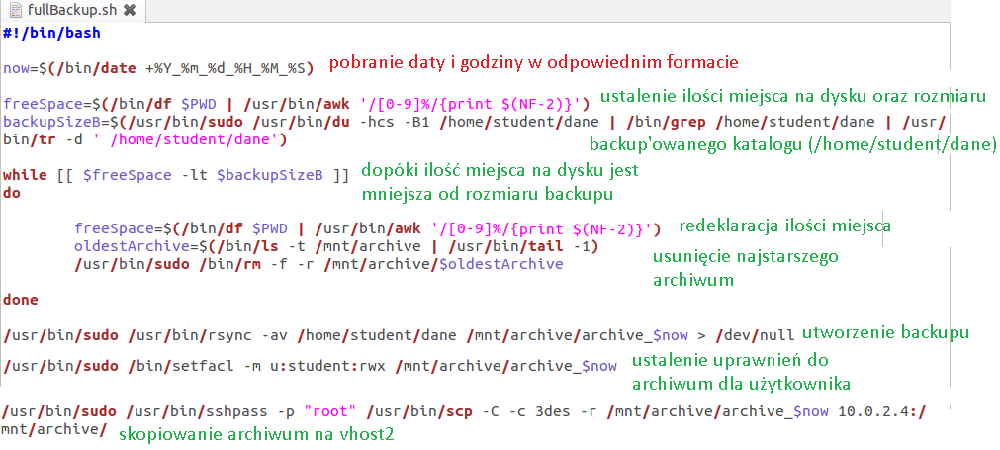 fullBackup.sh ✖
#!/bin/bash
now=$(/bin/date +%Y_%m_%d_%H_%M_%S) pobranie daty i godziny w odpowiednim formacie
freeSpace=$(/bin/df $PWD | /usr/bin/awk '/[0-9]%/{print $(NF-2)}') ustalenie ilości miejsca na dysku oraz rozmiaru
backupSizeB=$(/usr/bin/sudo /usr/bin/du -hcs -B1 /home/student/dane | /bin/grep /home/student/dane | /usr/
bin/tr -d ' /home/student/dane') backup'owanego katalogu (/home/student/dane)
while [[ $freeSpace -lt $backupSizeB ]] dopóki ilość miejsca na dysku jest
do mniejsza od rozmiaru backupu
freeSpace=$(/bin/df $PWD | /usr/bin/awk '/[0-9]%/{print $(NF-2)}') redeklaracja ilości miejsca
oldestArchive=$(/bin/ls -t /mnt/archive | /usr/bin/tail -1)
/usr/bin/sudo /bin/rm -f -r /mnt/archive/$oldestArchive usunięcie najstarszego
archiwum
done
/usr/bin/sudo /usr/bin/rsync -av /home/student/dane /mnt/archive/archive_$now > /dev/null utworzenie backupu
/usr/bin/sudo /bin/setfacl -m u:student:rwx /mnt/archive/archive_$now ustalenie uprawnień do
archiwum dla użytkownika
/usr/bin/sudo /usr/bin/sshpass -p "root" /usr/bin/scp -C -c 3des -r /mnt/archive/archive_$now 10.0.2.4:/
mnt/archive/ skopiowanie archiwum na vhost2